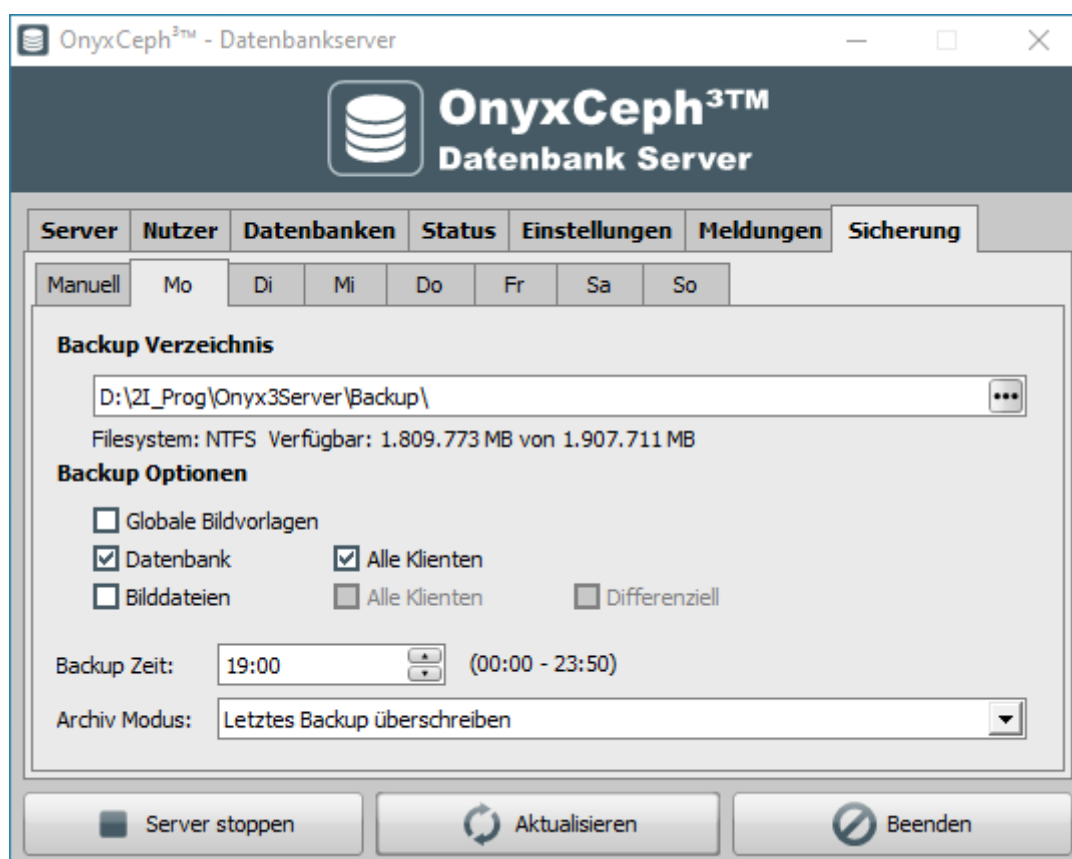 OnyxCeph³™ - Datenbankserver
OnyxCeph³™
Datenbank Server
Server Nutzer Datenbanken Status Einstellungen Meldungen Sicherung
Manuell Mo Di Mi Do Fr Sa So
Backup Verzeichnis
D:\2I_Prog\Onyx3Server\Backup\
Filesystem: NTFS Verfügbar: 1.809.773 MB von 1.907.711 MB
Backup Optionen
Globale Bildvorlagen
Datenbank Alle Klienten
Bilddateien Alle Klienten Differenziell
Backup Zeit: 19:00 (00:00 - 23:50)
Archiv Modus: Letztes Backup überschreiben
Server stoppen Aktualisieren Beenden